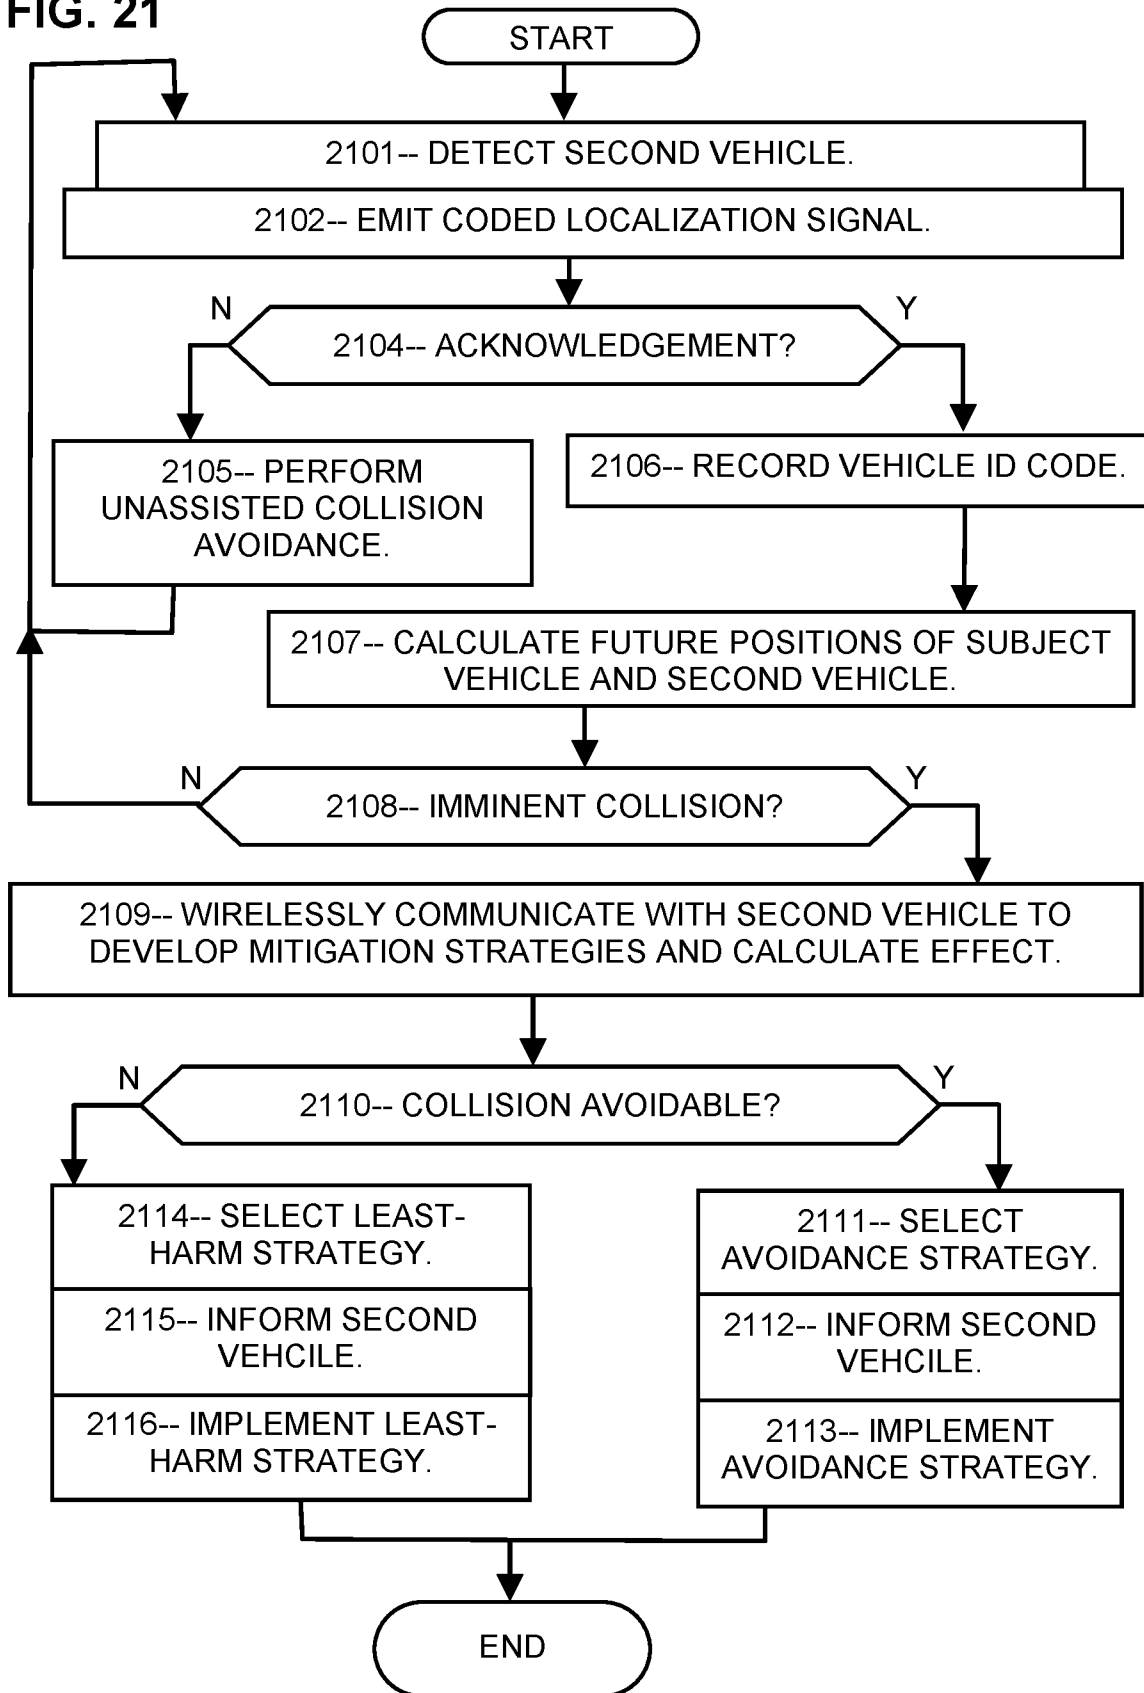 FIG. 21
START
2101-- DETECT SECOND VEHICLE.
2102-- EMIT CODED LOCALIZATION SIGNAL.
N
Y
2104-- ACKNOWLEDGEMENT?
2105-- PERFORM
UNASSISTED COLLISION
AVOIDANCE.
2106-- RECORD VEHICLE ID CODE.
2107-- CALCULATE FUTURE POSITIONS OF SUBJECT
VEHICLE AND SECOND VEHICLE.
N
Y
2108-- IMMINENT COLLISION?
2109-- WIRELESSLY COMMUNICATE WITH SECOND VEHICLE TO
DEVELOP MITIGATION STRATEGIES AND CALCULATE EFFECT.
N
Y
2110-- COLLISION AVOIDABLE?
2114-- SELECT LEAST-
HARM STRATEGY.
2115-- INFORM SECOND
VEHCILE.
2116-- IMPLEMENT LEAST-
HARM STRATEGY.
2111-- SELECT
AVOIDANCE STRATEGY.
2112-- INFORM SECOND
VEHCILE.
2113-- IMPLEMENT
AVOIDANCE STRATEGY.
END